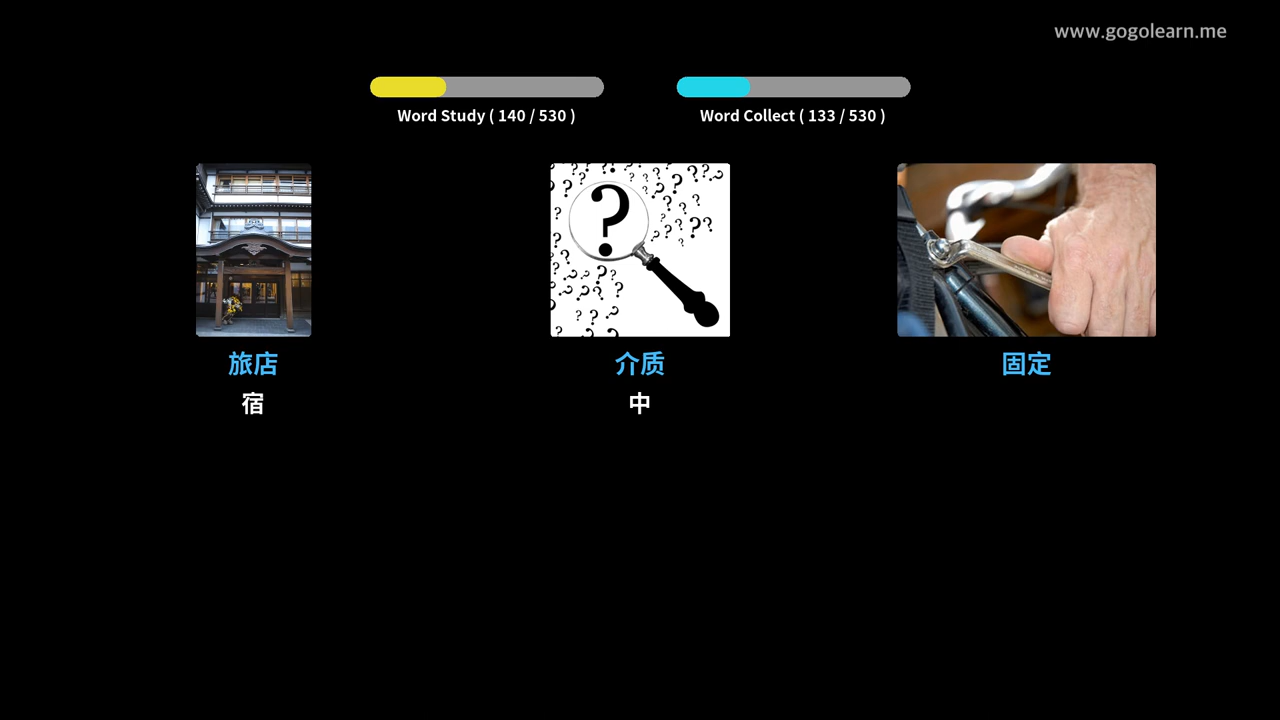 www.gogolearn.me
Word Study ( 140 / 530 )
Word Collect ( 133 / 530 )
旅店
介质
固定
宿
中